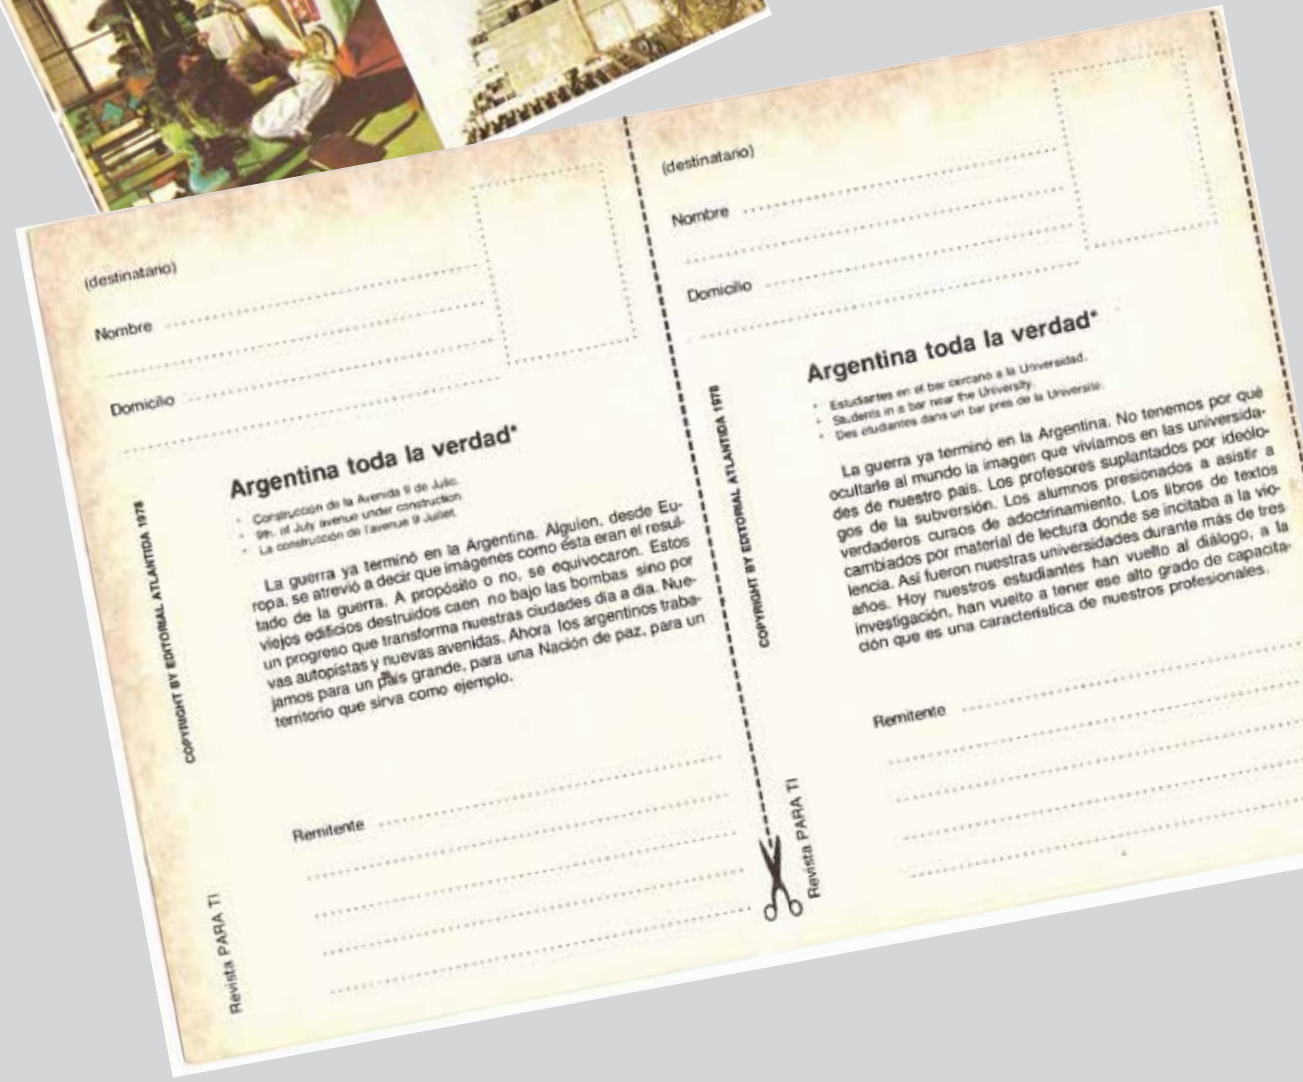 (destinatario)
Nombre
Domicilio
Argentina toda la verdad*
* Construcción de la Avenida 9 de Julio.
* 9th. of July avenue under construction
* La construcción de l'avenue 9 Juillet.
La guerra ya terminó en la Argentina. Alguien, desde Eu-
ropa, se atrevió a decir que imágenes como ésta eran el resul-
tado de la guerra. A propósito o no, se equivocaron. Estos
viejos edificios destruidos caen no bajo las bombas sino por
un progreso que transforma nuestras ciudades día a día. Nue-
vas autopistas y nuevas avenidas. Ahora los argentinos traba-
jamos para un país grande, para una Nación de paz, para un
territorio que sirva como ejemplo.
Remitente
COPYRIGHT BY EDITORIAL ATLANTIDA 1978
Revista PARA TI
(destinatario)
Nombre
Domicilio
Argentina toda la verdad*
* Estudiantes en el bar cercano a la Universidad.
* Students in a bar near the University.
* Des étudiants dans un bar près de la Université.
La guerra ya terminó en la Argentina. No tenemos por qué
ocultarle al mundo la imagen que vivíamos en las universida-
des de nuestro país. Los profesores suplantados por ideólo-
gos de la subversión. Los alumnos presionados a asistir a
verdaderos cursos de adoctrinamiento. Los libros de textos
cambiados por material de lectura donde se incitaba a la vio-
lencia. Así fueron nuestras universidades durante más de tres
años. Hoy nuestros estudiantes han vuelto al diálogo, a la
investigación, han vuelto a tener ese alto grado de capacita-
ción que es una característica de nuestros profesionales.
Remitente
COPYRIGHT BY EDITORIAL ATLANTIDA 1978
Revista PARA TI